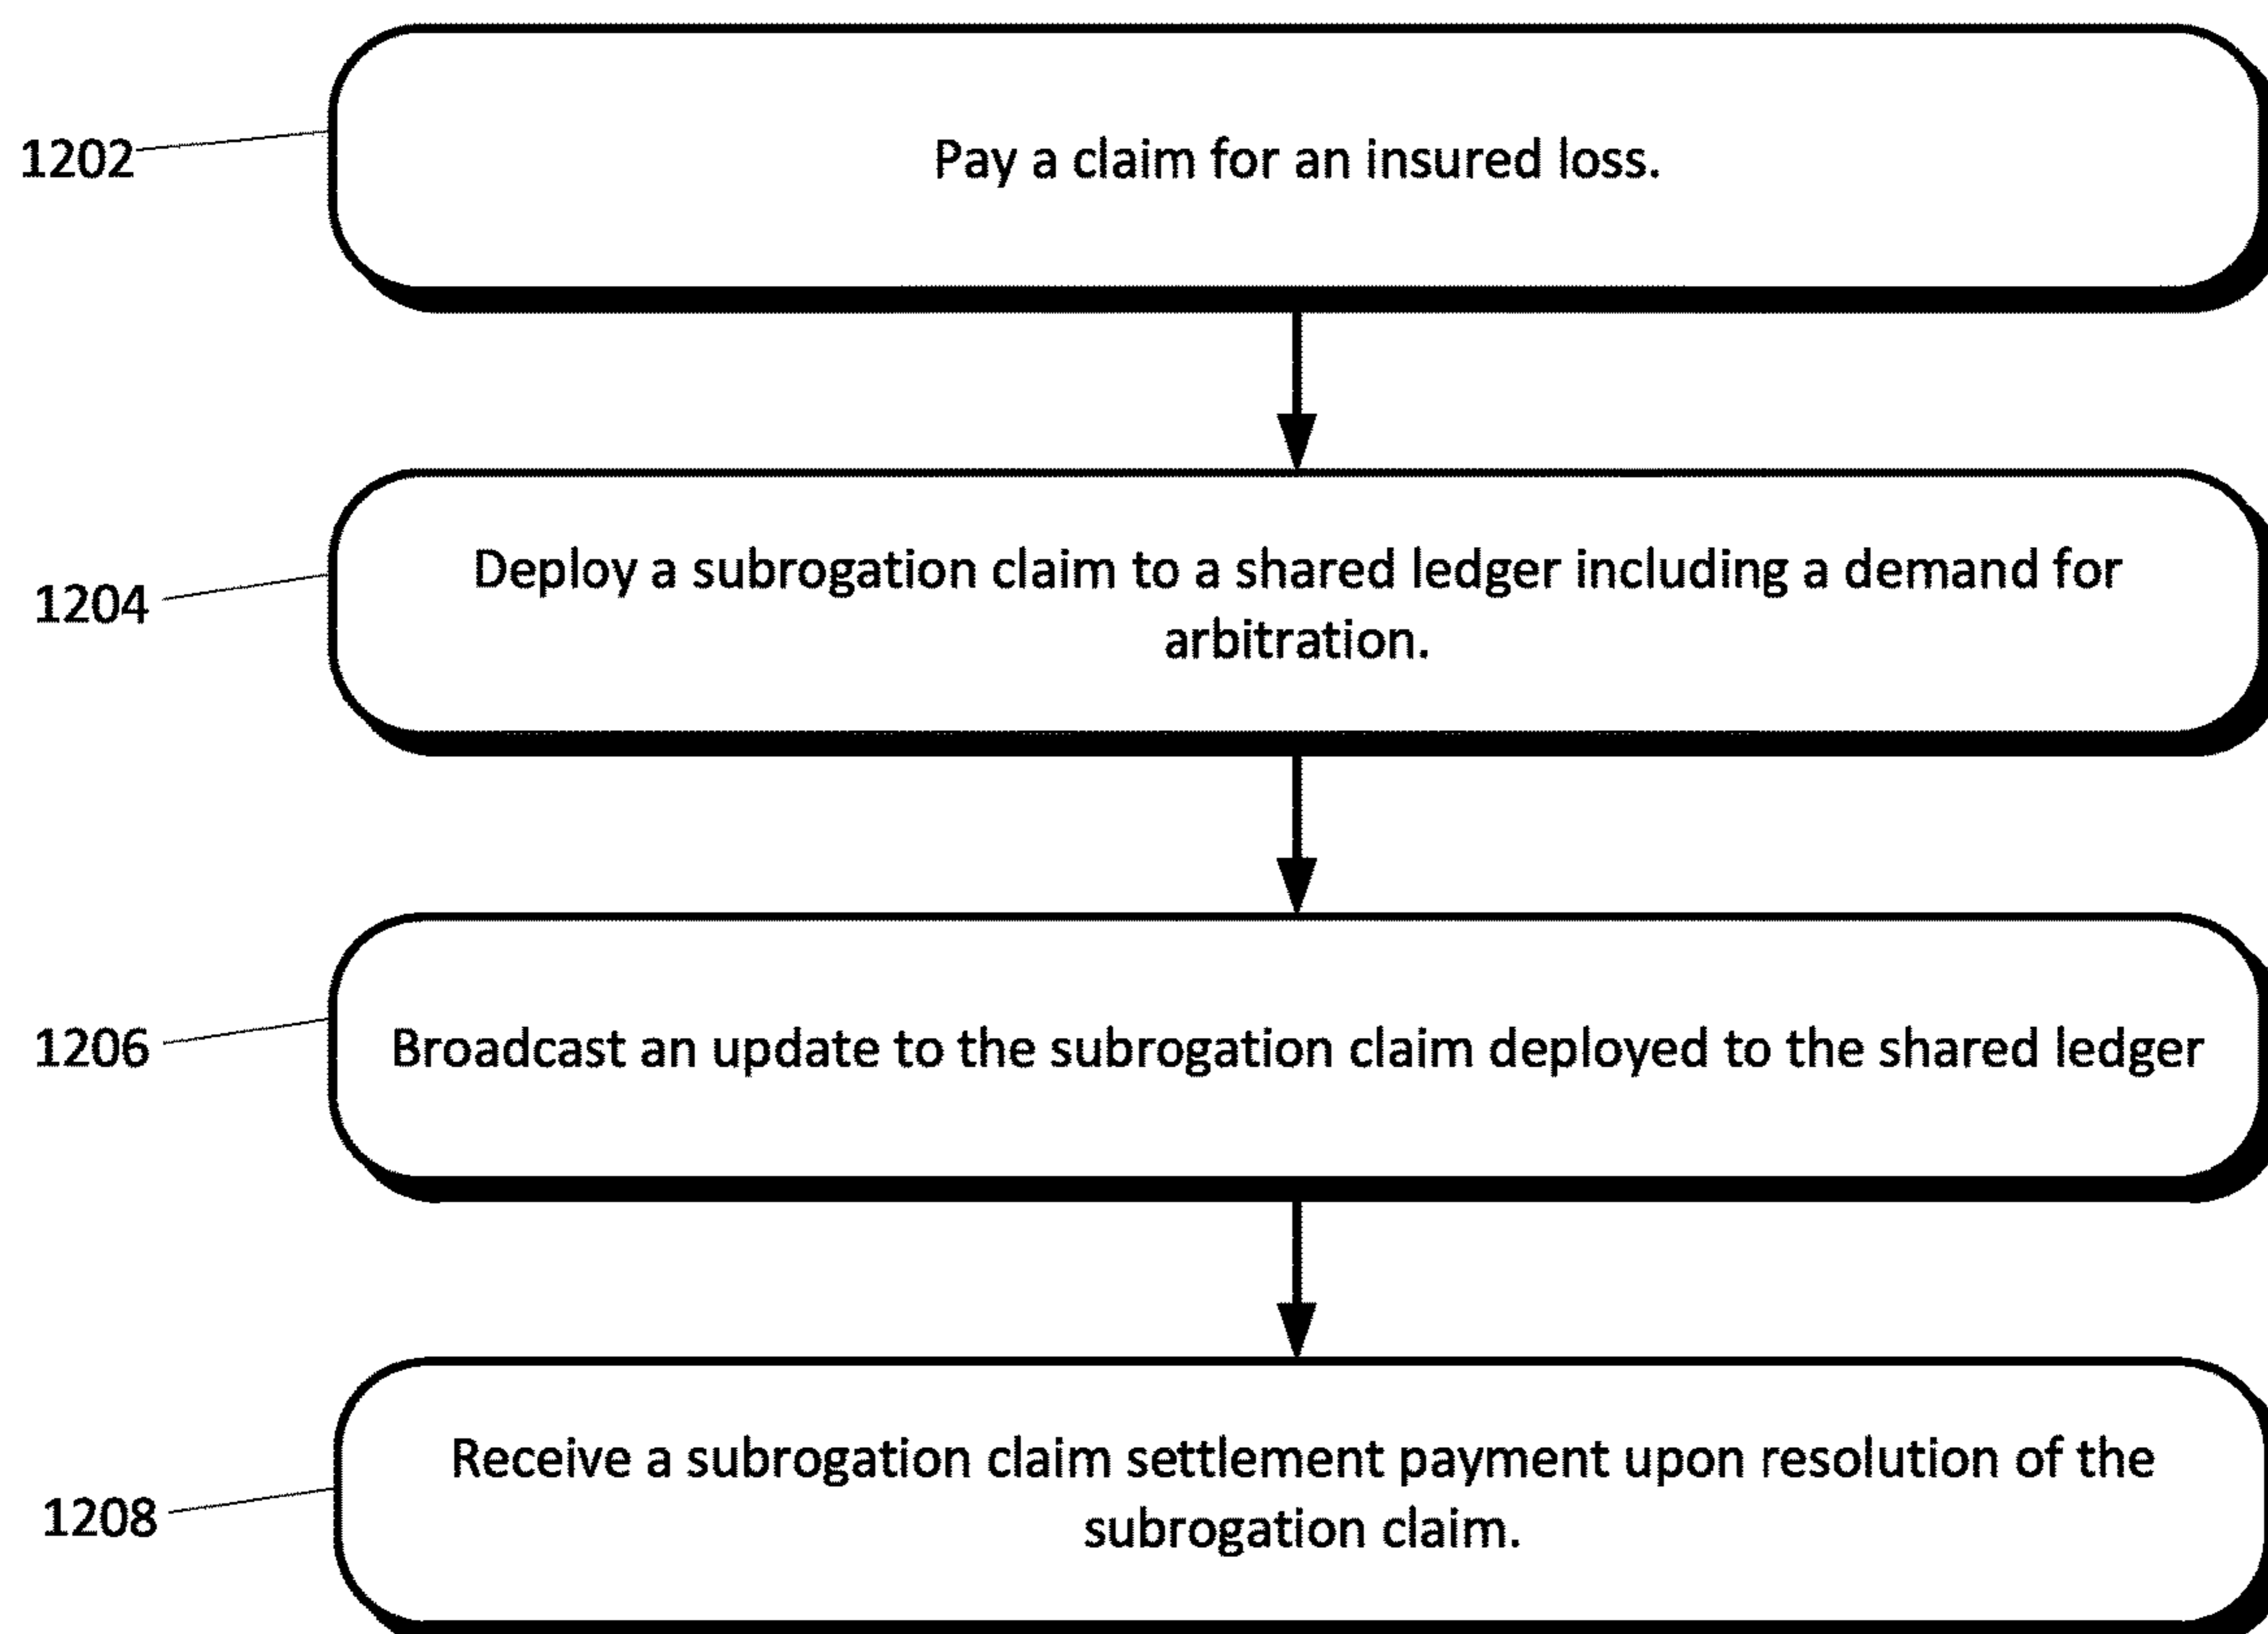 1202
Pay a claim for an insured loss.
1204
Deploy a subrogation claim to a shared ledger including a demand for
arbitration.
1206
Broadcast an update to the subrogation claim deployed to the shared ledger
1208
Receive a subrogation claim settlement payment upon resolution of the
subrogation claim.